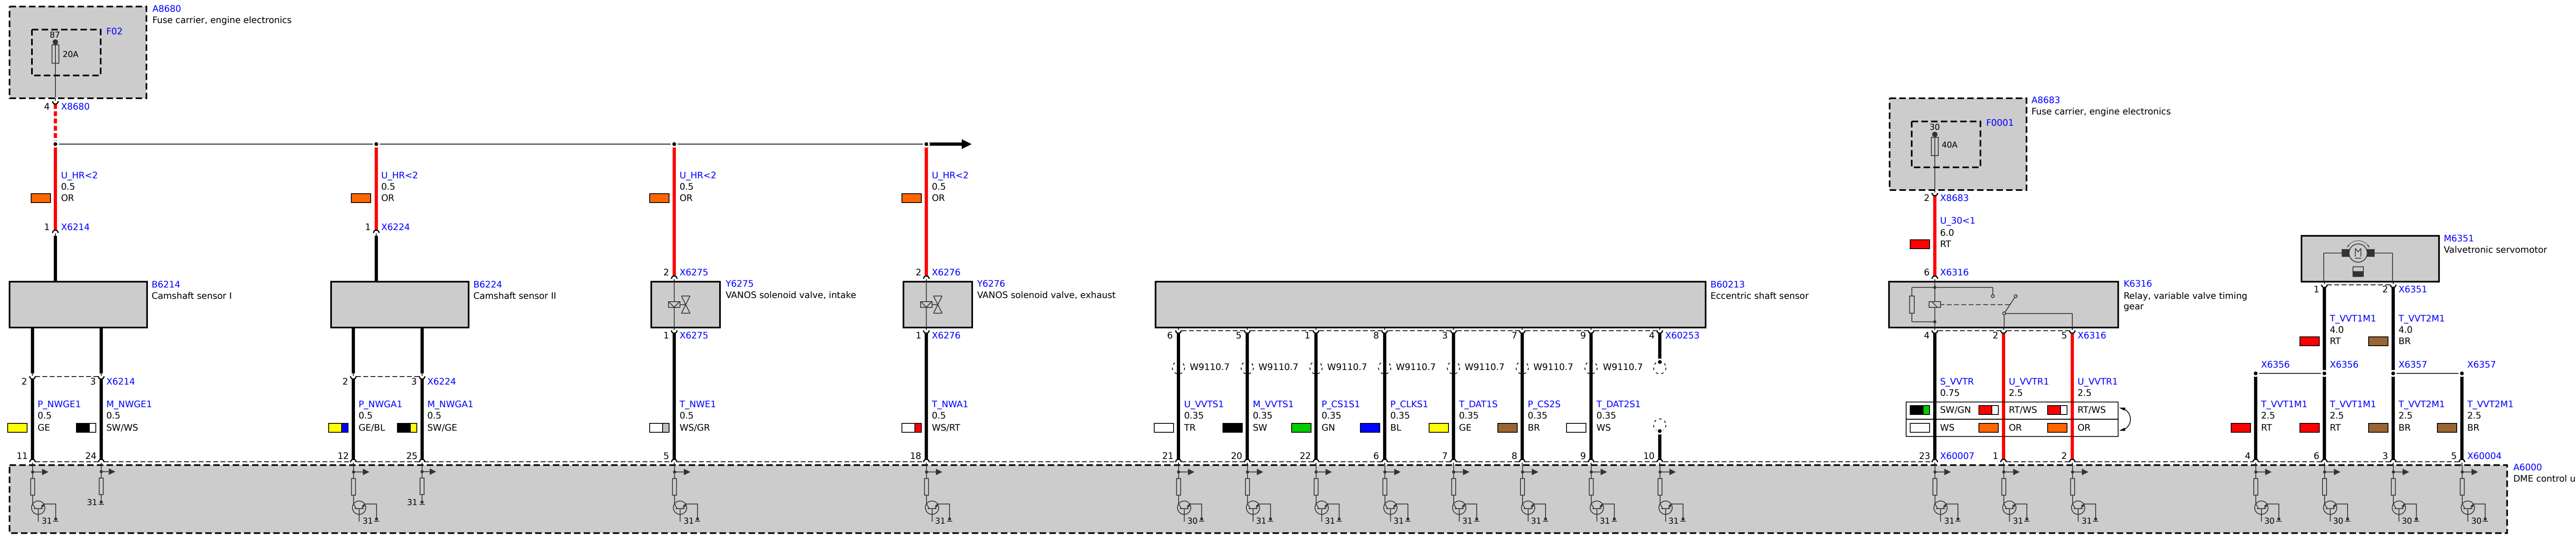 A8680
Fuse carrier, engine electronics
F02
87
20A
4 X8680
A8683
Fuse carrier, engine electronics
F0001
30
40A
2 X8683
U_HR<2
0.5
OR
1 X6214
U_HR<2
0.5
OR
1 X6224
U_HR<2
0.5
OR
2 X6275
U_HR<2
0.5
OR
2 X6276
U_30<1
6.0
RT
6 X6316
M6351
Valvetronic servomotor
M
1 2 X6351
B6214
Camshaft sensor I
B6224
Camshaft sensor II
Y6275
VANOS solenoid valve, intake
Y6276
VANOS solenoid valve, exhaust
B60213
Eccentric shaft sensor
K6316
Relay, variable valve timing
gear
1 X6275
1 X6276
6 5 1 8 3 7 9 4 X60253
4 2 5 X6316
T_VVT1M1
4.0
RT
T_VVT2M1
4.0
BR
W9110.7 W9110.7 W9110.7 W9110.7 W9110.7 W9110.7 W9110.7
X6356 X6356 X6357 X6357
2 3 X6214
2 3 X6224
P_NWGE1
0.5
GE
M_NWGE1
0.5
SW/WS
P_NWGA1
0.5
GE/BL
M_NWGA1
0.5
SW/GE
T_NWE1
0.5
WS/GR
T_NWA1
0.5
WS/RT
U_VVTS1
0.35
TR
M_VVTS1
0.35
SW
P_CS1S1
0.35
GN
P_CLKS1
0.35
BL
T_DAT1S
0.35
GE
P_CS2S
0.35
BR
T_DAT2S1
0.35
WS
S_VVTR
0.75
SW/GN
WS
U_VVTR1
2.5
RT/WS
OR
U_VVTR1
2.5
RT/WS
OR
T_VVT1M1
2.5
RT
T_VVT1M1
2.5
RT
T_VVT2M1
2.5
BR
T_VVT2M1
2.5
BR
11 24 12 25 5 18 21 20 22 6 7 8 9 10 23 X60007 1 2 4 6 3 5 X60004
A6000
DME control u
31 31 31 31 31 31 30 31 31 31 31 31 31 31 31 31 31 30 30 30 30